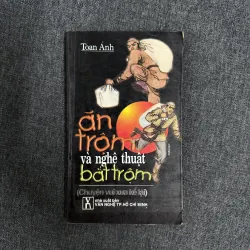 Toan Ánh
ăn
trộm
và nghệ thuật
bắt trộm
(Chuyện vui xưa kể lại)
NHÀ XUẤT BẢN
VĂN NGHỆ TP. HỒ CHÍ MINH